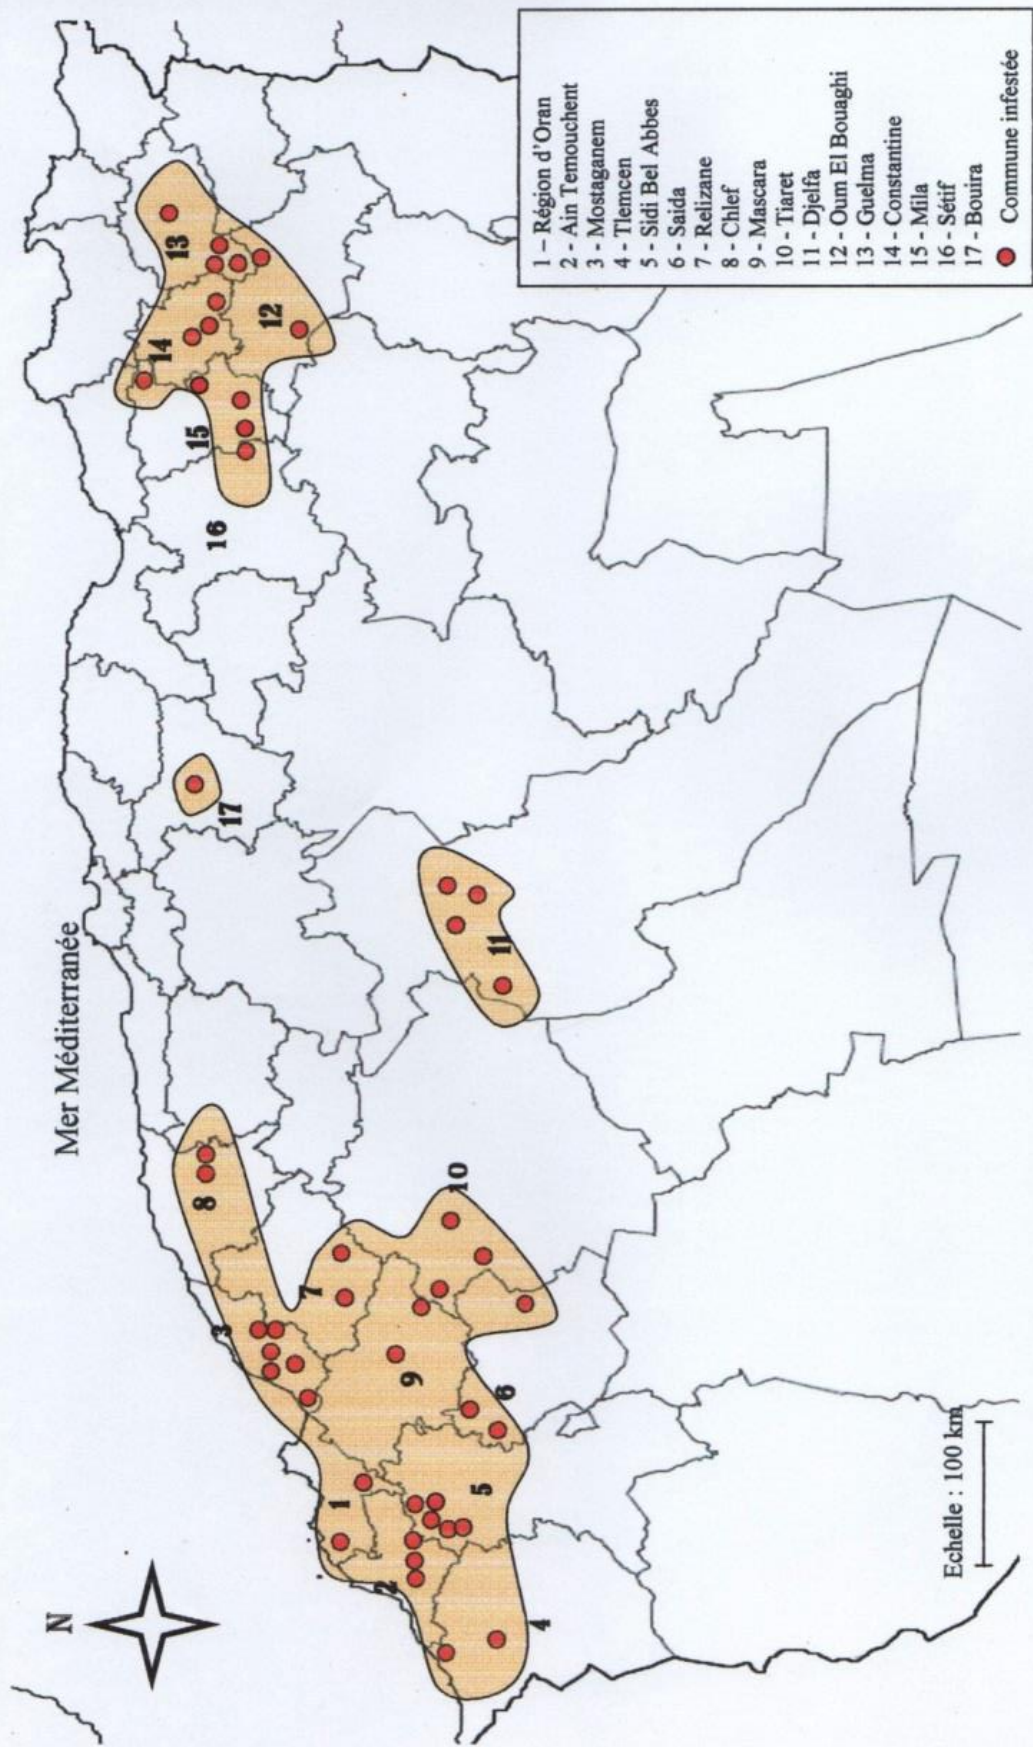 Mer Méditerranée
N
1
2
3
4
5
6
7
8
9
10
11
12
13
14
15
16
17
Echelle : 100 km
1 – Région d'Oran
2 - Ain Temouchent
3 - Mostaganem
4 - Tlemcen
5 - Sidi Bel Abbes
6 - Saida
7 - Relizane
8 - Chlef
9 - Mascara
10 - Tiaret
11 - Djelfa
12 - Oum El Bouaghi
13 - Guelma
14 - Constantine
15 - Mila
16 - Sétif
17 - Bouira
Commune infestée